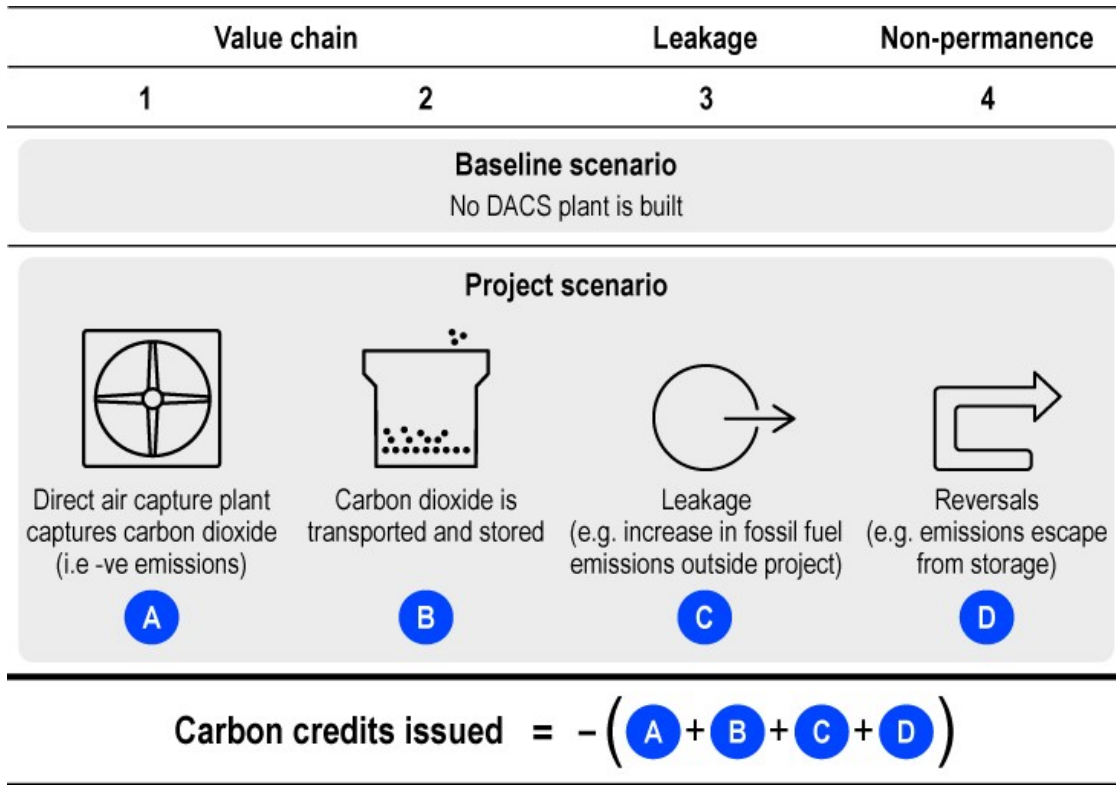 Value chain Leakage Non-permanence
1 2 3 4
Baseline scenario
No DACS plant is built
Project scenario
Direct air capture plant
captures carbon dioxide
(i.e -ve emissions)
A
Carbon dioxide is
transported and stored
B
Leakage
(e.g. increase in fossil fuel
emissions outside project)
C
Reversals
(e.g. emissions escape
from storage)
D
Carbon credits issued = – (A + B + C + D)